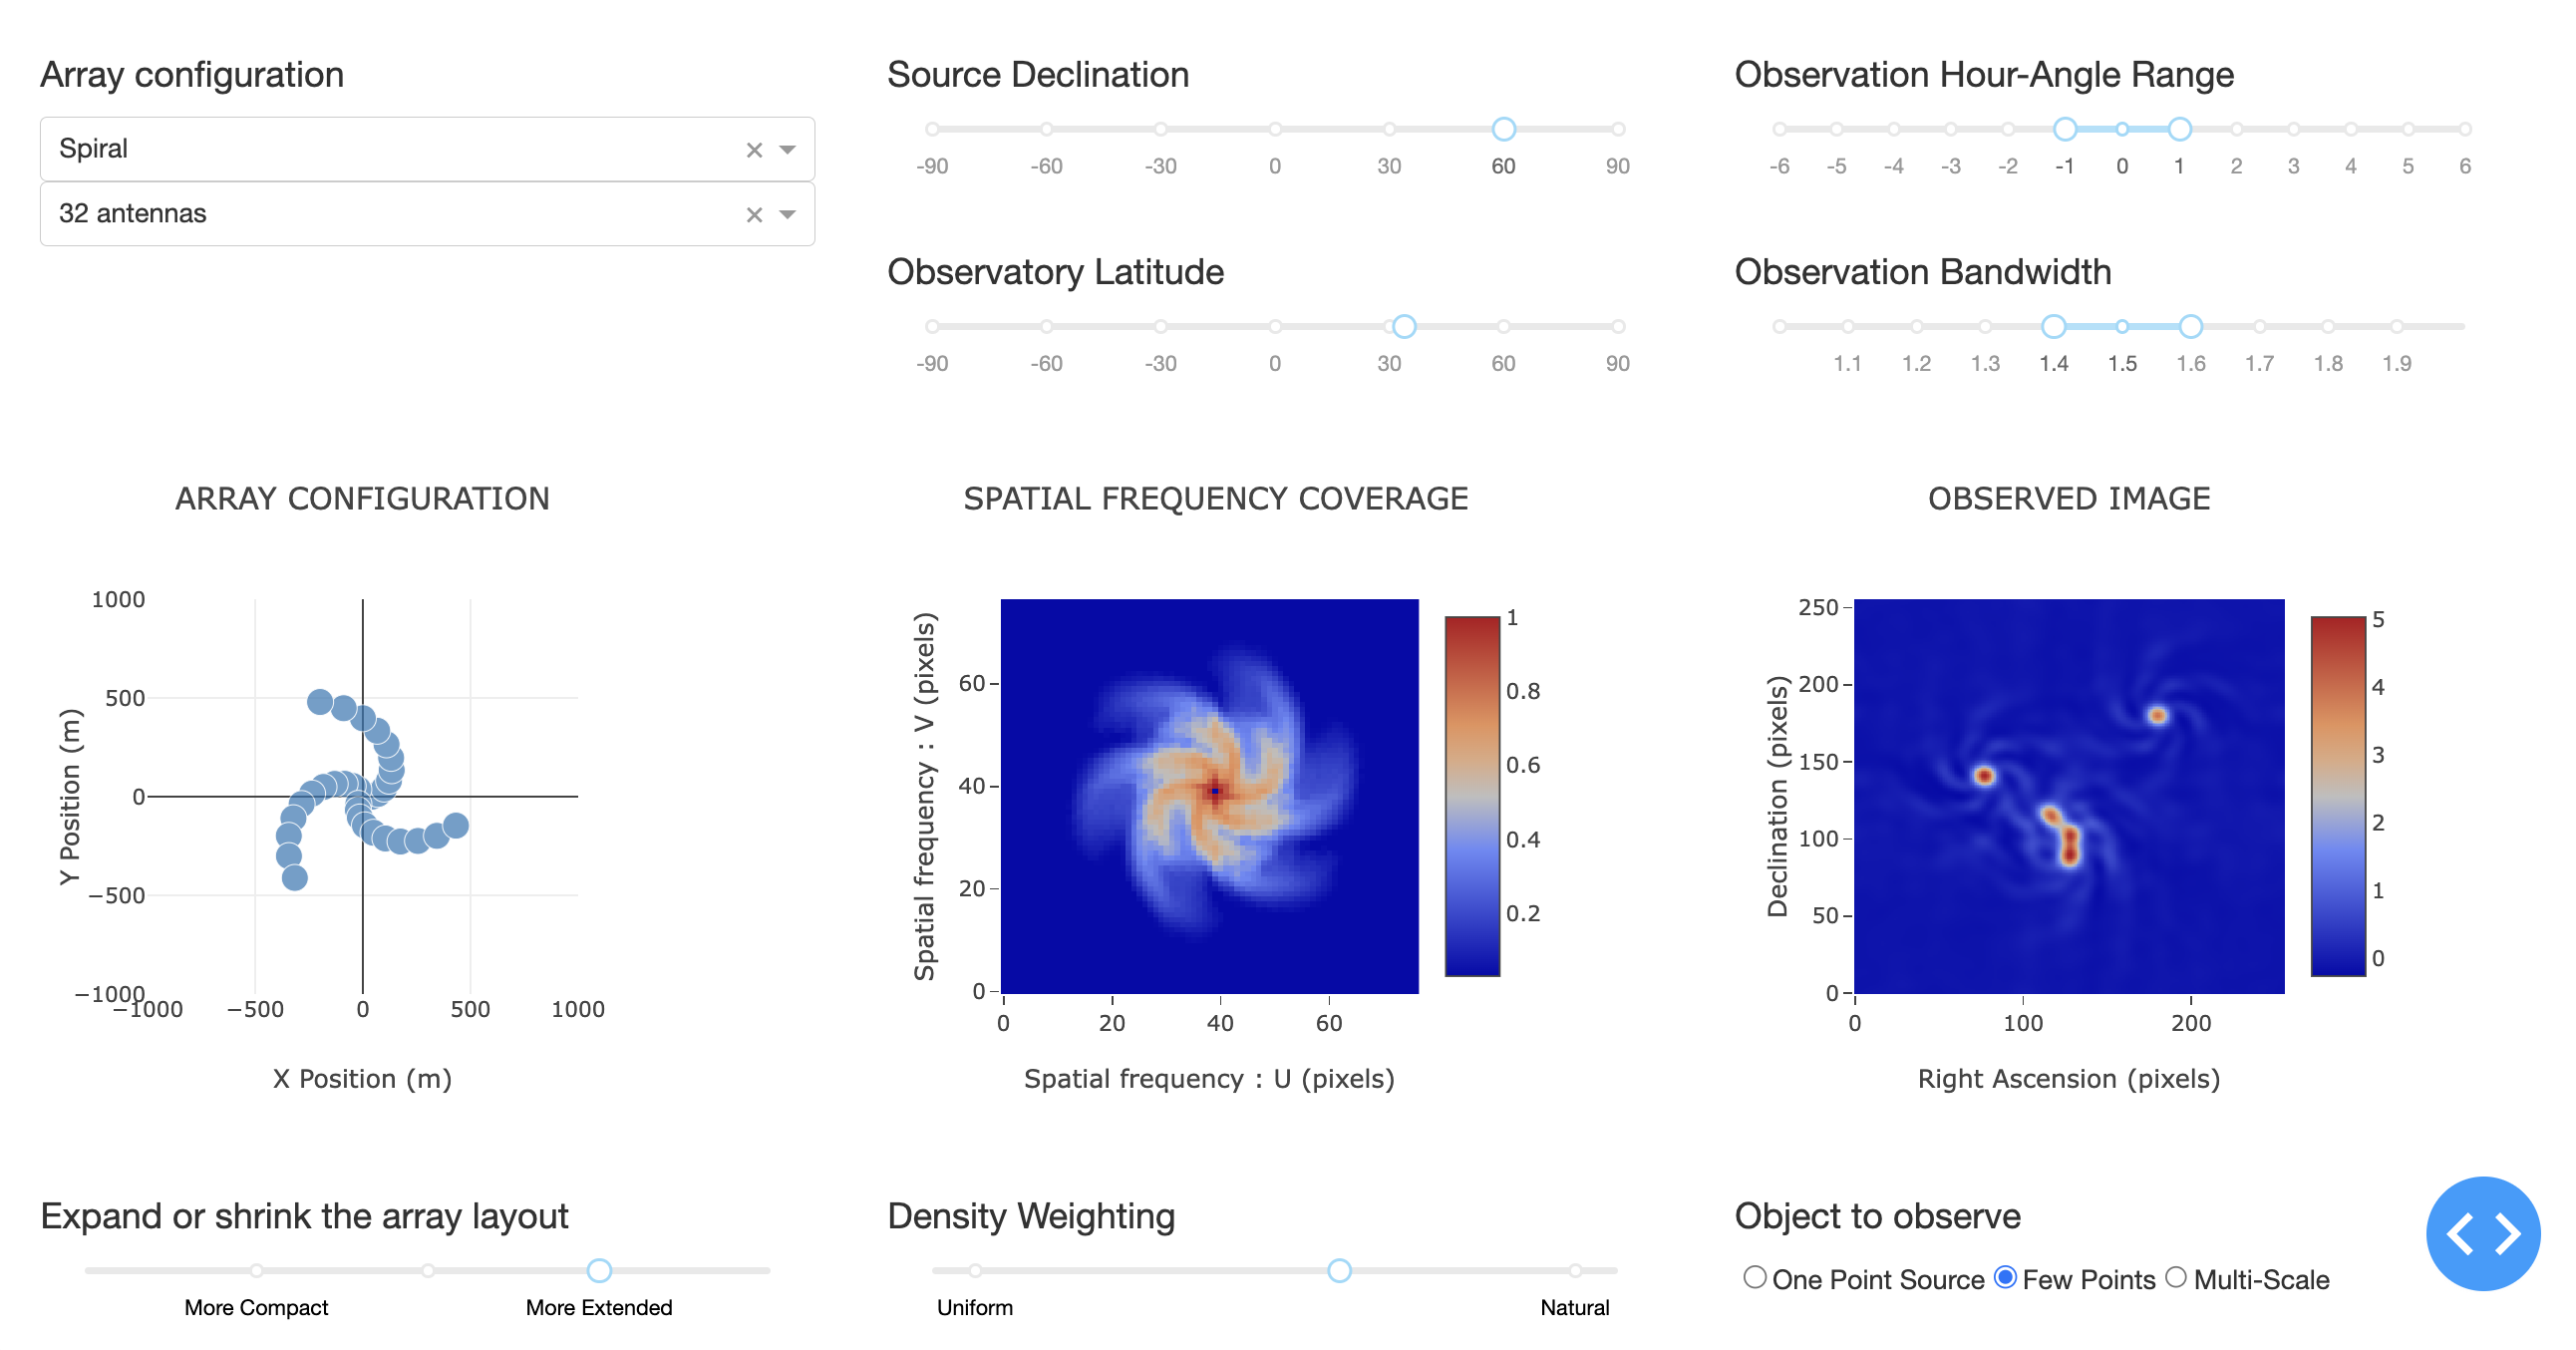 Array configuration
Spiral
32 antennas
Source Declination
-90 -60 -30 0 30 60 90
Observatory Latitude
-90 -60 -30 0 30 60 90
Observation Hour-Angle Range
-6 -5 -4 -3 -2 -1 0 1 2 3 4 5 6
Observation Bandwidth
1.1 1.2 1.3 1.4 1.5 1.6 1.7 1.8 1.9
ARRAY CONFIGURATION
1000
500
0
−500
−1000
Y Position (m)
−1000 −500 0 500 1000
X Position (m)
SPATIAL FREQUENCY COVERAGE
60
40
20
0
Spatial frequency : V (pixels)
0 20 40 60
Spatial frequency : U (pixels)
1
0.8
0.6
0.4
0.2
OBSERVED IMAGE
250
200
150
100
50
0
Declination (pixels)
0 100 200
Right Ascension (pixels)
5
4
3
2
1
0
Expand or shrink the array layout
More Compact More Extended
Density Weighting
Uniform Natural
Object to observe
One Point Source Few Points Multi-Scale